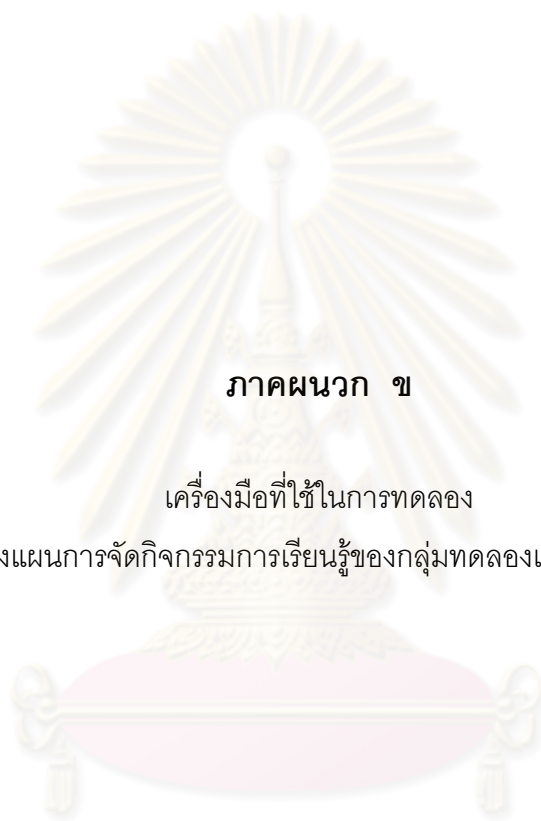 ภาคผนวก ข
เครื่องมือที่ใช้ในการทดลอง
งแผนการจัดกิจกรรมการเรียนรู้ของกลุ่มทดลองแ